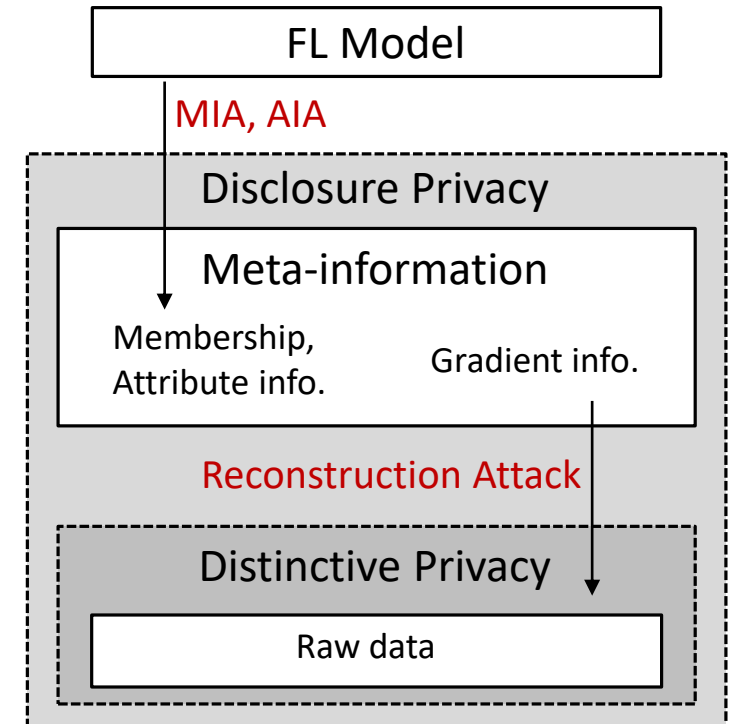 FL Model
MIA, AIA
Disclosure Privacy
Meta-information
Membership,
Attribute info.
Gradient info.
Reconstruction Attack
Distinctive Privacy
Raw data